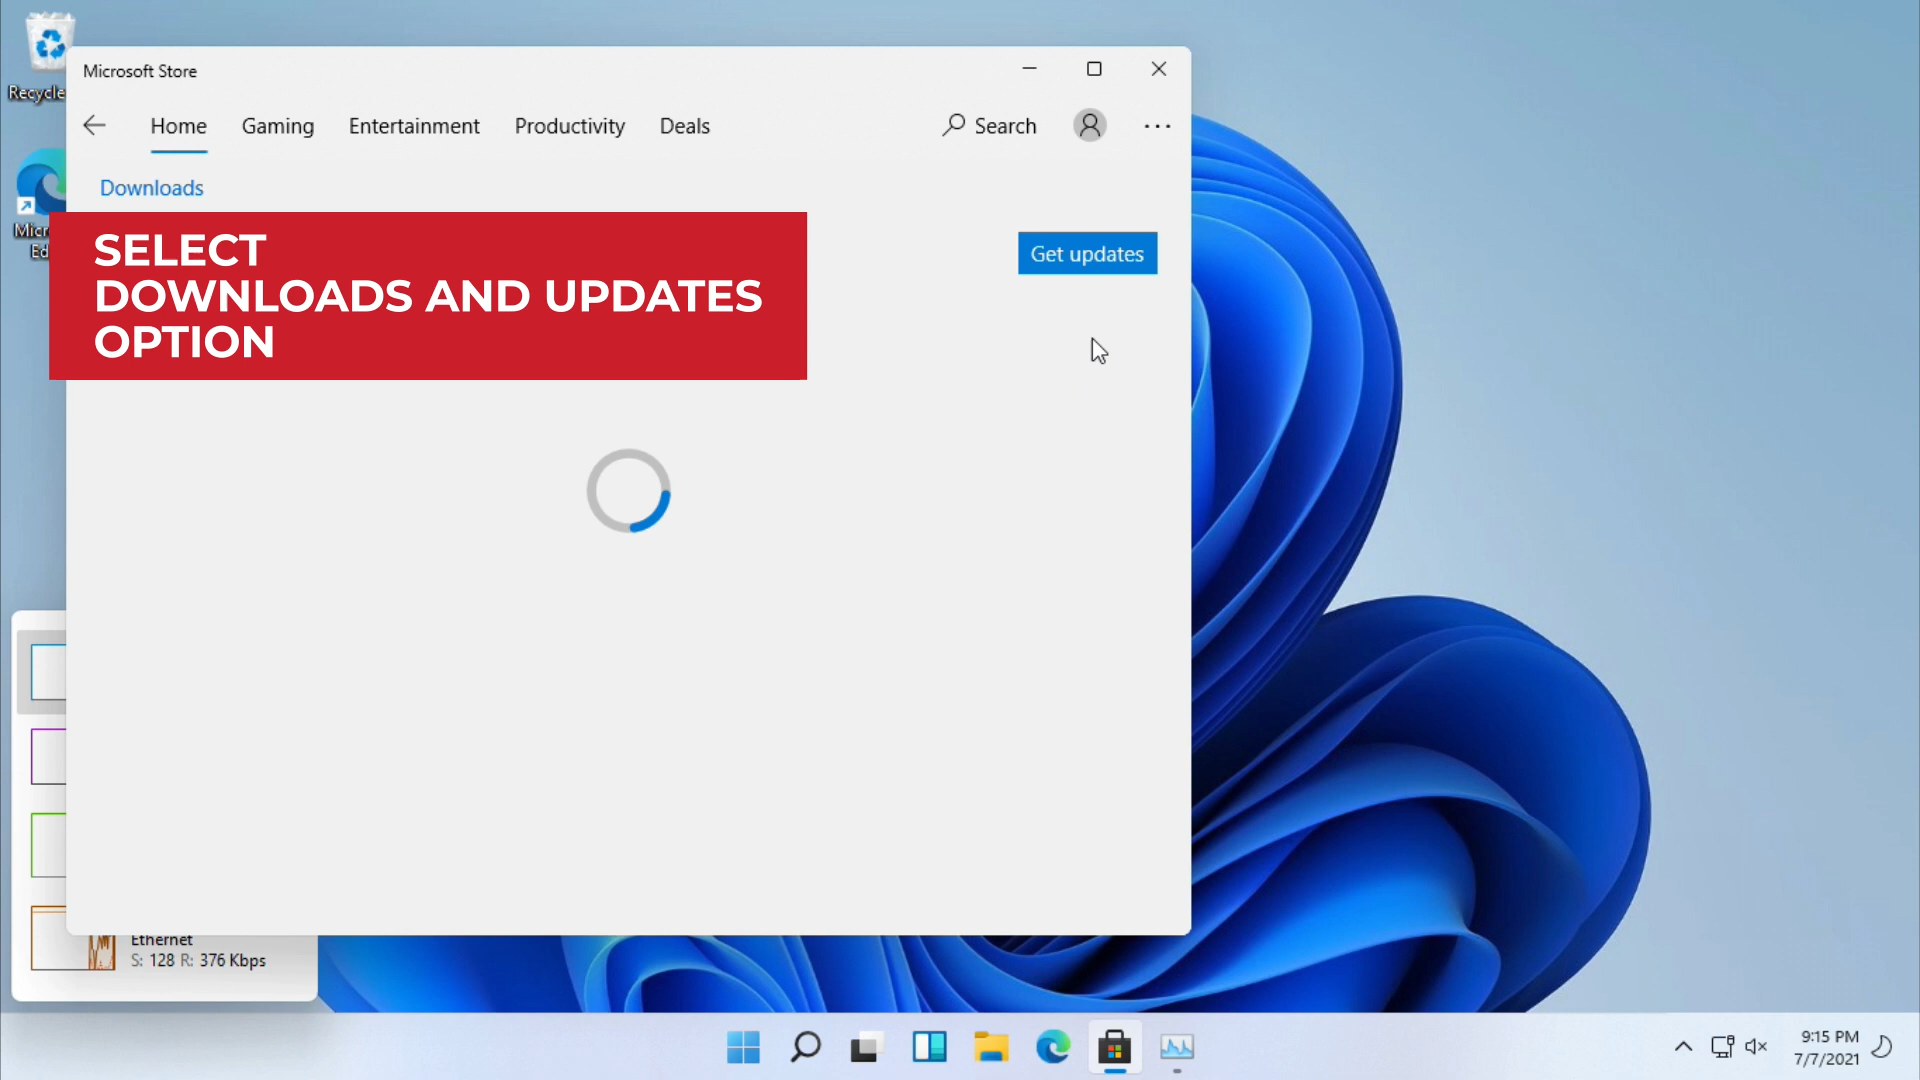 Recycle
Microsoft Store
Home Gaming Entertainment Productivity Deals Search
Downloads
SELECT
DOWNLOADS AND UPDATES
OPTION
Get updates
Ethernet
S: 128 R: 376 Kbps
9:15 PM
7/7/2021